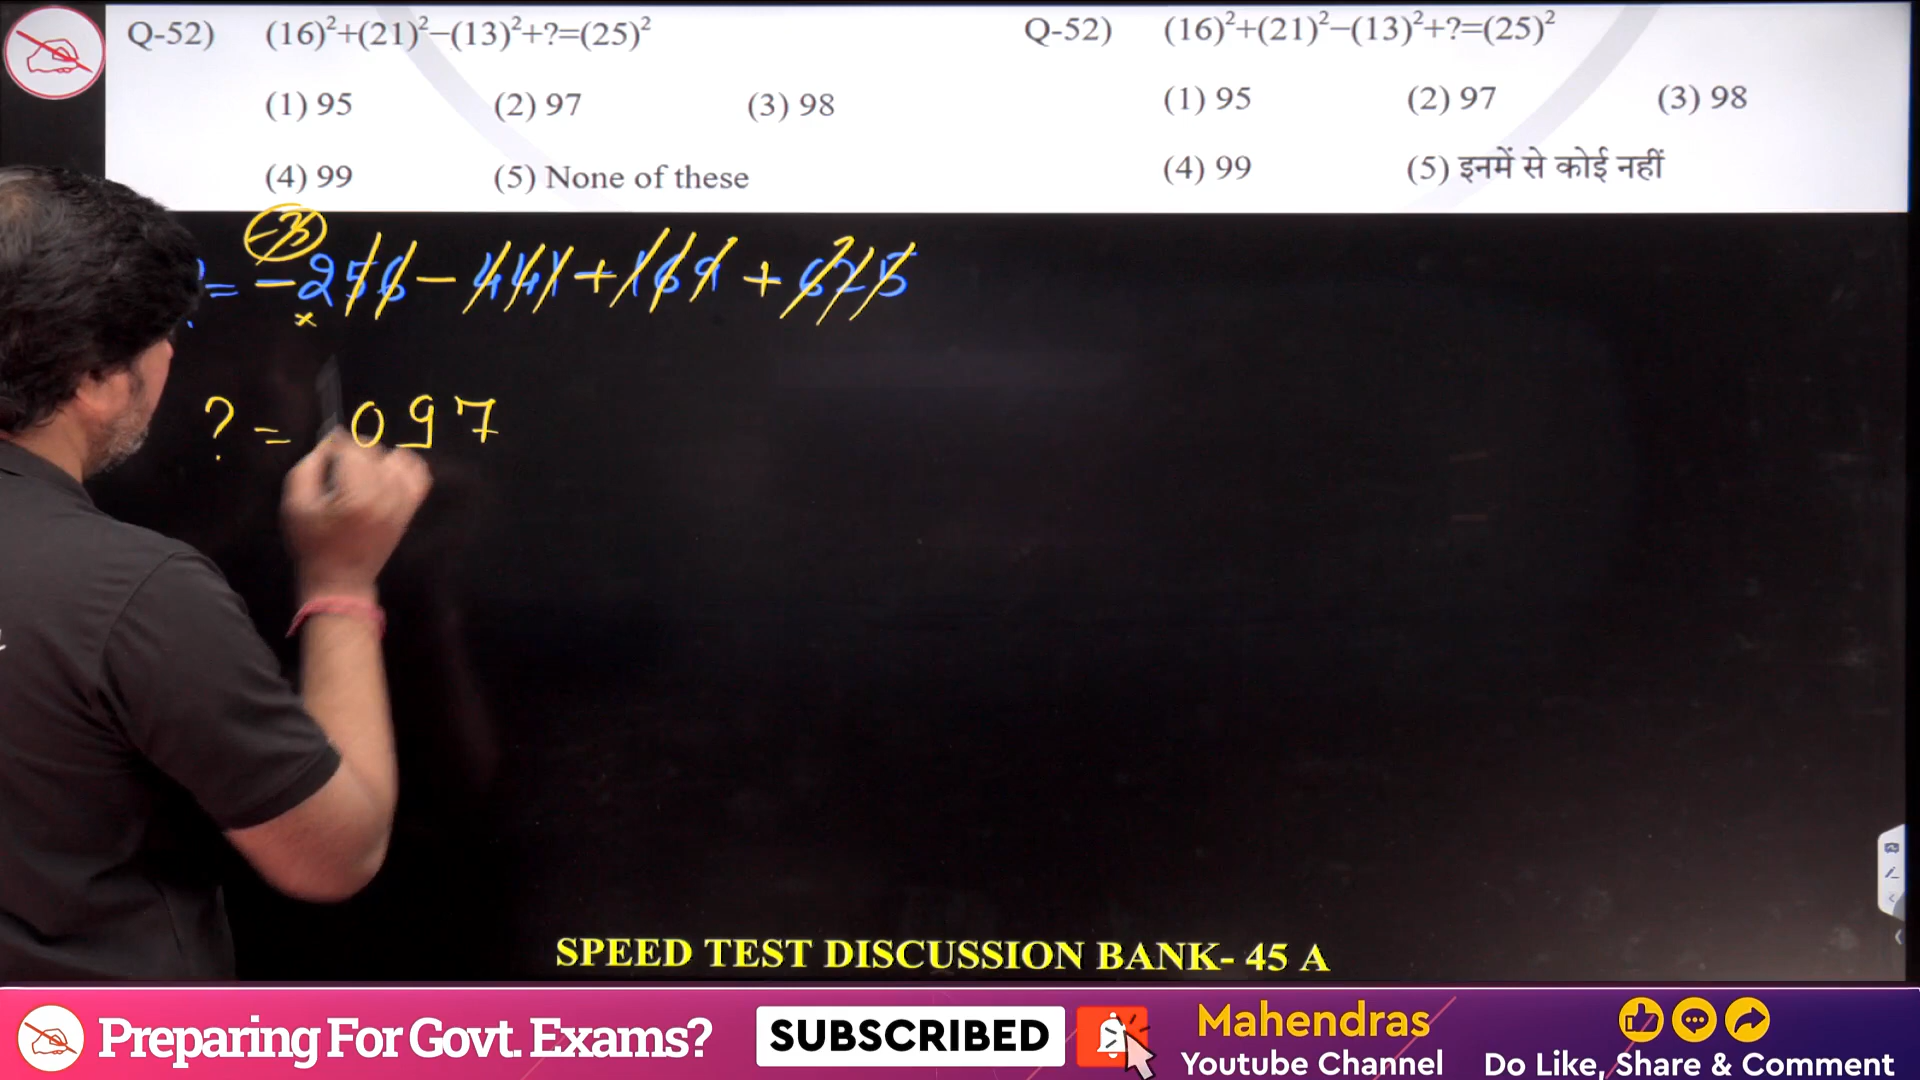 Q-52) (16)²+(21)²−(13)²+?=(25)²
(1) 95 (2) 97 (3) 98
(4) 99 (5) None of these
Q-52) (16)²+(21)²−(13)²+?=(25)²
(1) 95 (2) 97 (3) 98
(4) 99 (5) इनमें से कोई नहीं
? = −256 − 441 + 169 + 625
×
? = 097
SPEED TEST DISCUSSION BANK- 45 A
Preparing For Govt. Exams?
SUBSCRIBED
Mahendras
Youtube Channel
Do Like, Share & Comment